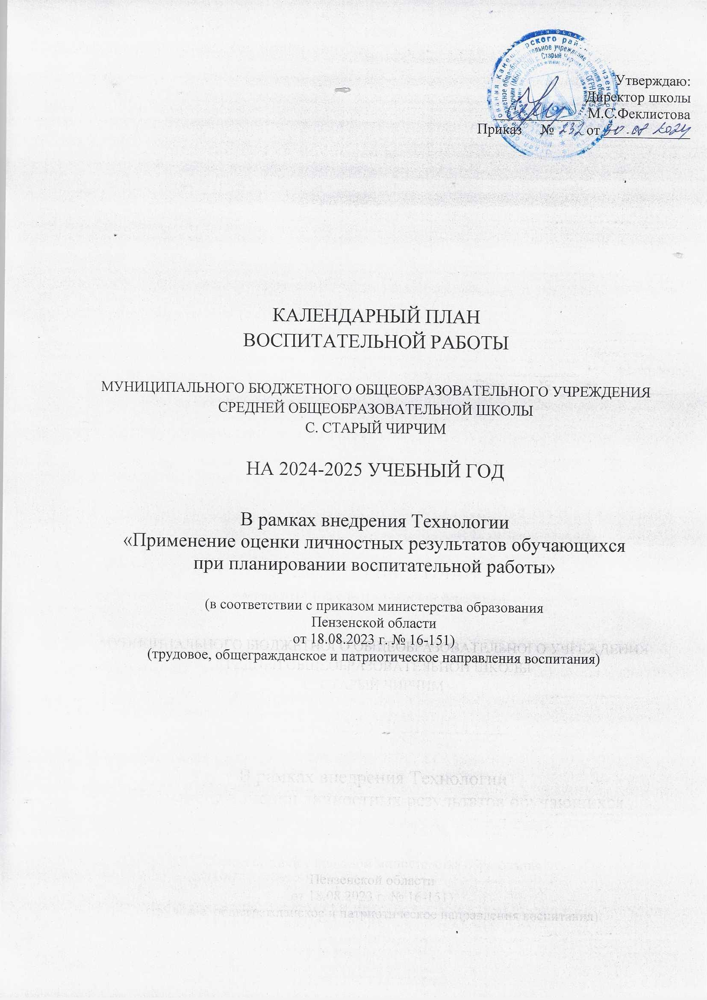 Утверждаю:
Директор школы
М.С.Феклистова
Приказ № 232 от 30.08 2024
КАЛЕНДАРНЫЙ ПЛАН
ВОСПИТАТЕЛЬНОЙ РАБОТЫ
МУНИЦИПАЛЬНОГО БЮДЖЕТНОГО ОБЩЕОБРАЗОВАТЕЛЬНОГО УЧРЕЖДЕНИЯ
СРЕДНЕЙ ОБЩЕОБРАЗОВАТЕЛЬНОЙ ШКОЛЫ
С. СТАРЫЙ ЧИРЧИМ
НА 2024-2025 УЧЕБНЫЙ ГОД
В рамках внедрения Технологии
«Применение оценки личностных результатов обучающихся
при планировании воспитательной работы»
(в соответствии с приказом министерства образования
Пензенской области
от 18.08.2023 г. № 16-151)
(трудовое, общегражданское и патриотическое направления воспитания)